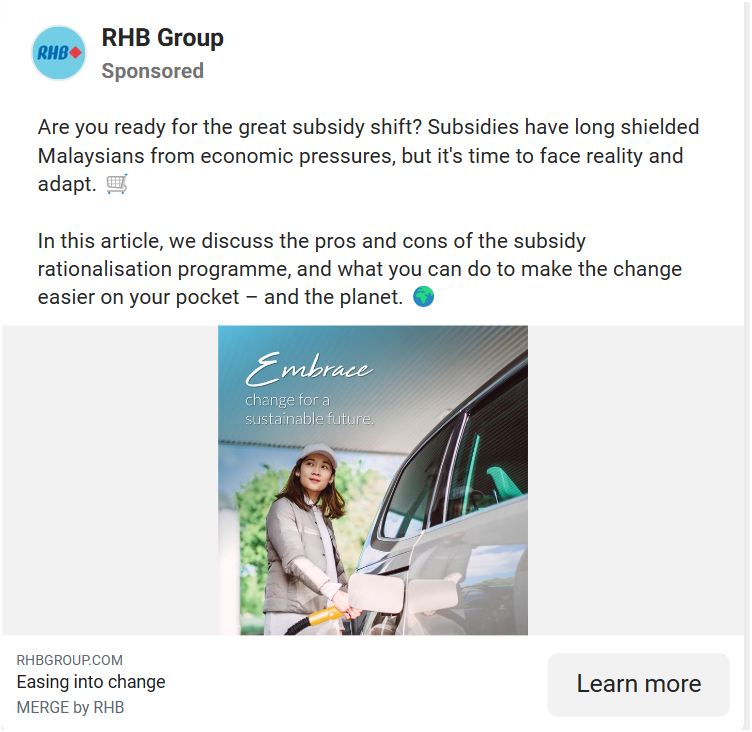 RHB
RHB Group
Sponsored
Are you ready for the great subsidy shift? Subsidies have long shielded
Malaysians from economic pressures, but it's time to face reality and
adapt. 🛒
In this article, we discuss the pros and cons of the subsidy
rationalisation programme, and what you can do to make the change
easier on your pocket – and the planet. 🌍
Embrace
change for a
sustainable future.
RHBGROUP.COM
Easing into change
MERGE by RHB
Learn more